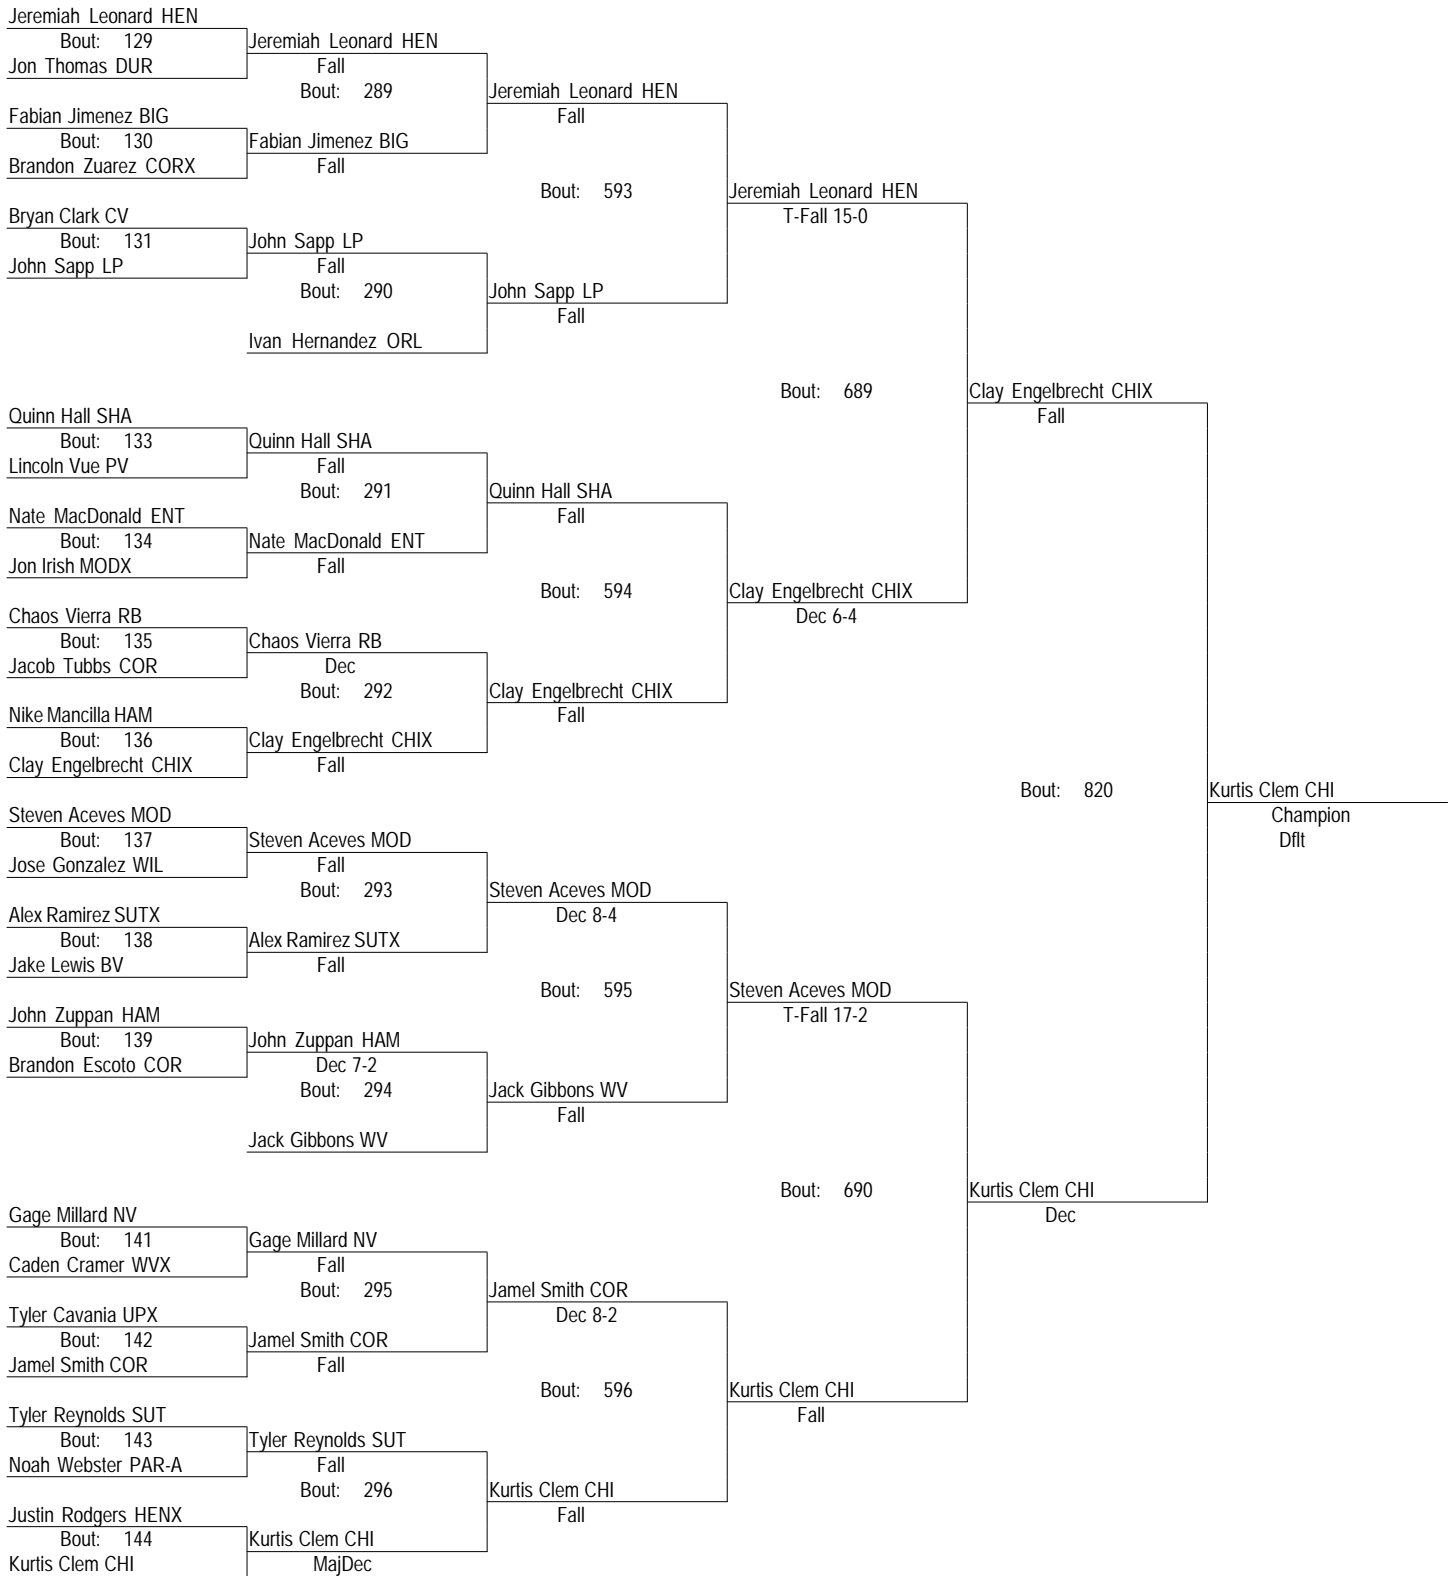 Jeremiah Leonard HEN
Bout: 129
Jon Thomas DUR
Fabian Jimenez BIG
Bout: 130
Brandon Zuarez CORX
Bryan Clark CV
Bout: 131
John Sapp LP
Quinn Hall SHA
Bout: 133
Lincoln Vue PV
Nate MacDonald ENT
Bout: 134
Jon Irish MODX
Chaos Vierra RB
Bout: 135
Jacob Tubbs COR
Nike Mancilla HAM
Bout: 136
Clay Engelbrecht CHIX
Steven Aceves MOD
Bout: 137
Jose Gonzalez WIL
Alex Ramirez SUTX
Bout: 138
Jake Lewis BV
John Zuppan HAM
Bout: 139
Brandon Escoto COR
Gage Millard NV
Bout: 141
Caden Cramer WVX
Tyler Cavania UPX
Bout: 142
Jamel Smith COR
Tyler Reynolds SUT
Bout: 143
Noah Webster PAR-A
Justin Rodgers HENX
Bout: 144
Kurtis Clem CHI
Jeremiah Leonard HEN
Fall
Bout: 289
Fabian Jimenez BIG
Fall
John Sapp LP
Fall
Bout: 290
Ivan Hernandez ORL
Quinn Hall SHA
Fall
Bout: 291
Nate MacDonald ENT
Fall
Chaos Vierra RB
Dec
Bout: 292
Clay Engelbrecht CHIX
Fall
Steven Aceves MOD
Fall
Bout: 293
Alex Ramirez SUTX
Fall
John Zuppan HAM
Dec 7-2
Bout: 294
Jack Gibbons WV
Gage Millard NV
Fall
Bout: 295
Jamel Smith COR
Fall
Tyler Reynolds SUT
Fall
Bout: 296
Kurtis Clem CHI
MajDec
Jeremiah Leonard HEN
Fall
Bout: 593
John Sapp LP
Fall
Quinn Hall SHA
Fall
Bout: 594
Clay Engelbrecht CHIX
Fall
Steven Aceves MOD
Dec 8-4
Bout: 595
Jack Gibbons WV
Fall
Jamel Smith COR
Dec 8-2
Bout: 596
Kurtis Clem CHI
Fall
Jeremiah Leonard HEN
T-Fall 15-0
Bout: 689
Clay Engelbrecht CHIX
Dec 6-4
Steven Aceves MOD
T-Fall 17-2
Bout: 690
Kurtis Clem CHI
Fall
Clay Engelbrecht CHIX
Fall
Bout: 820
Kurtis Clem CHI
Dec
Kurtis Clem CHI
Champion
Dflt